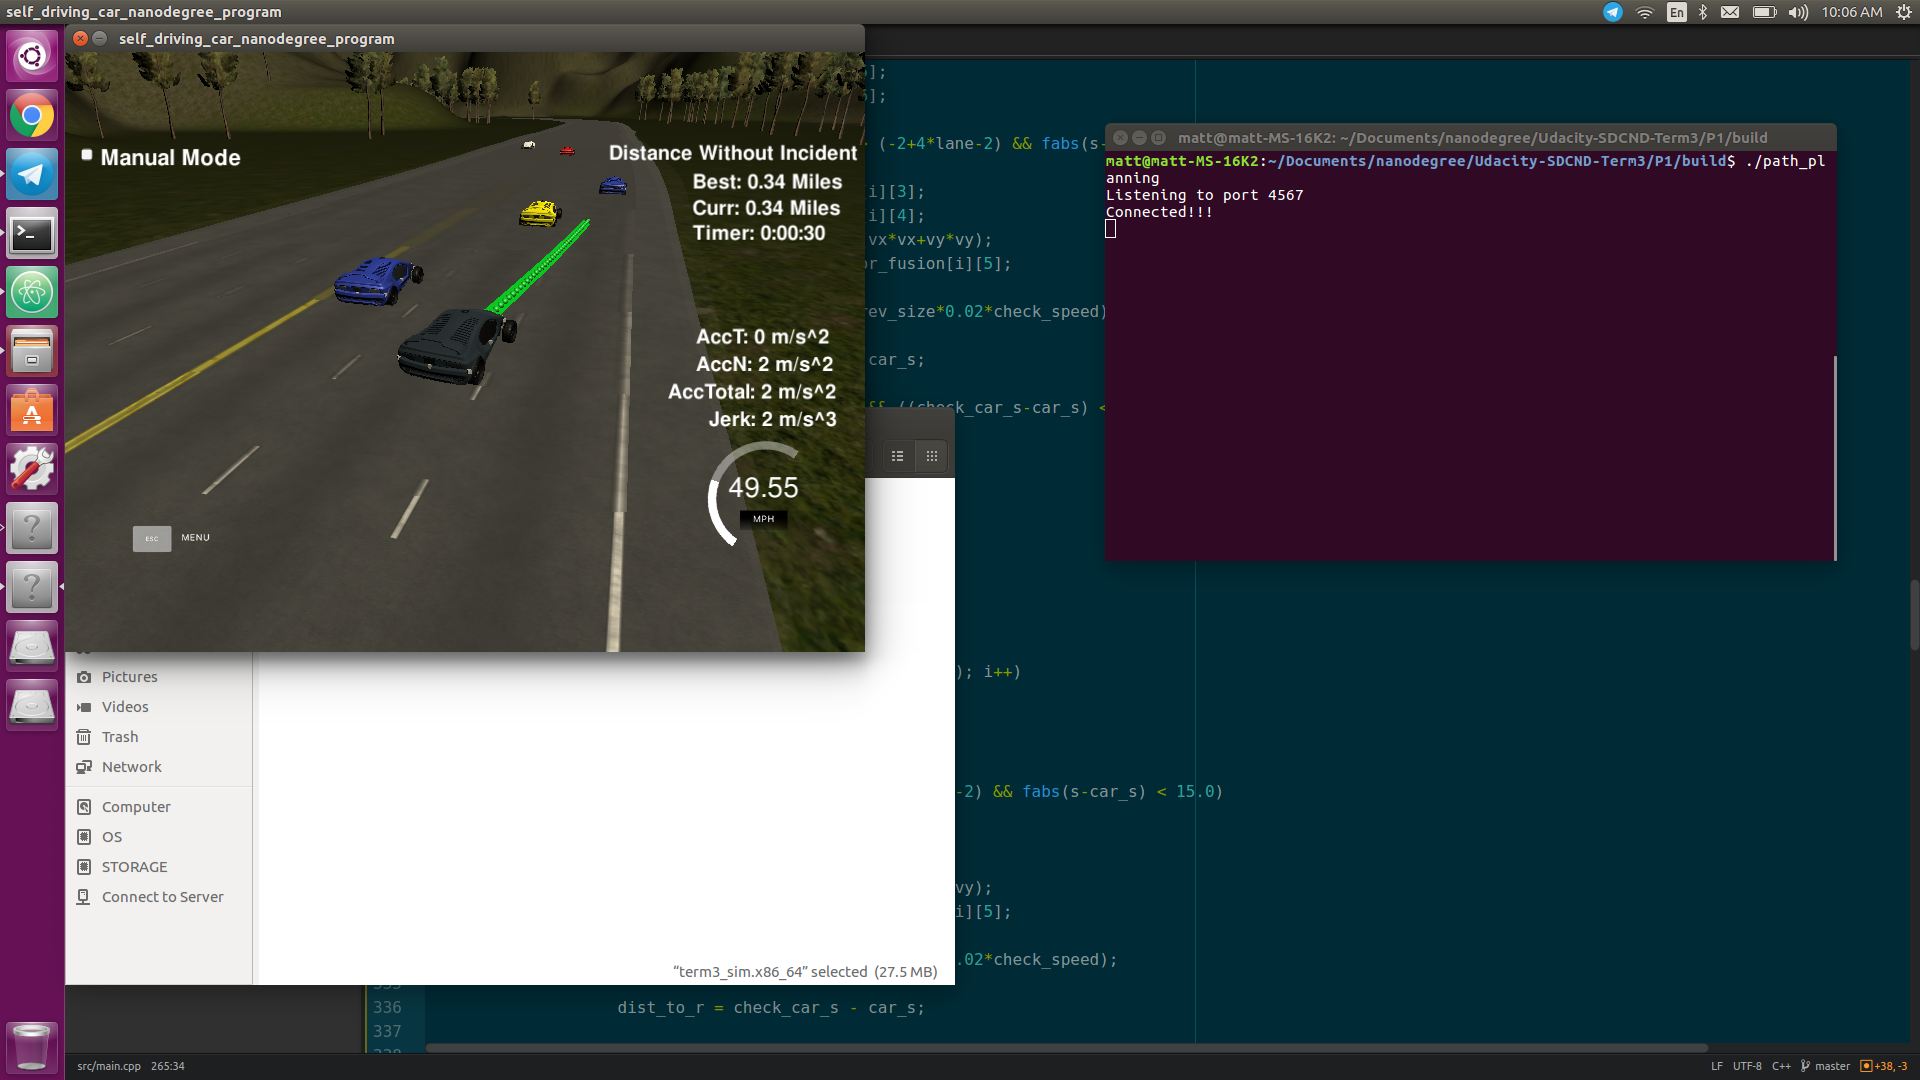 self_driving_car_nanodegree_program
En
10:06 AM
self_driving_car_nanodegree_program
Manual Mode
Distance Without Incident
Best: 0.34 Miles
Curr: 0.34 Miles
Timer: 0:00:30
AccT: 0 m/s^2
AccN: 2 m/s^2
AccTotal: 2 m/s^2
Jerk: 2 m/s^3
49.55
MPH
ESC MENU
];
];
(-2+4*lane-2) && fabs(s-
i][3];
i][4];
vx*vx+vy*vy);
or_fusion[i][5];
rev_size*0.02*check_speed)
car_s;
&& ((check_car_s-car_s) <
); i++)
-2) && fabs(s-car_s) < 15.0)
vy);
i][5];
.02*check_speed);
335
336 dist_to_r = check_car_s - car_s;
337
338
matt@matt-MS-16K2: ~/Documents/nanodegree/Udacity-SDCND-Term3/P1/build
matt@matt-MS-16K2:~/Documents/nanodegree/Udacity-SDCND-Term3/P1/build$ ./path_pl
anning
Listening to port 4567
Connected!!!
Pictures
Videos
Trash
Network
Computer
OS
STORAGE
Connect to Server
“term3_sim.x86_64” selected (27.5 MB)
src/main.cpp 265:34
LF UTF-8 C++ master +38, -3